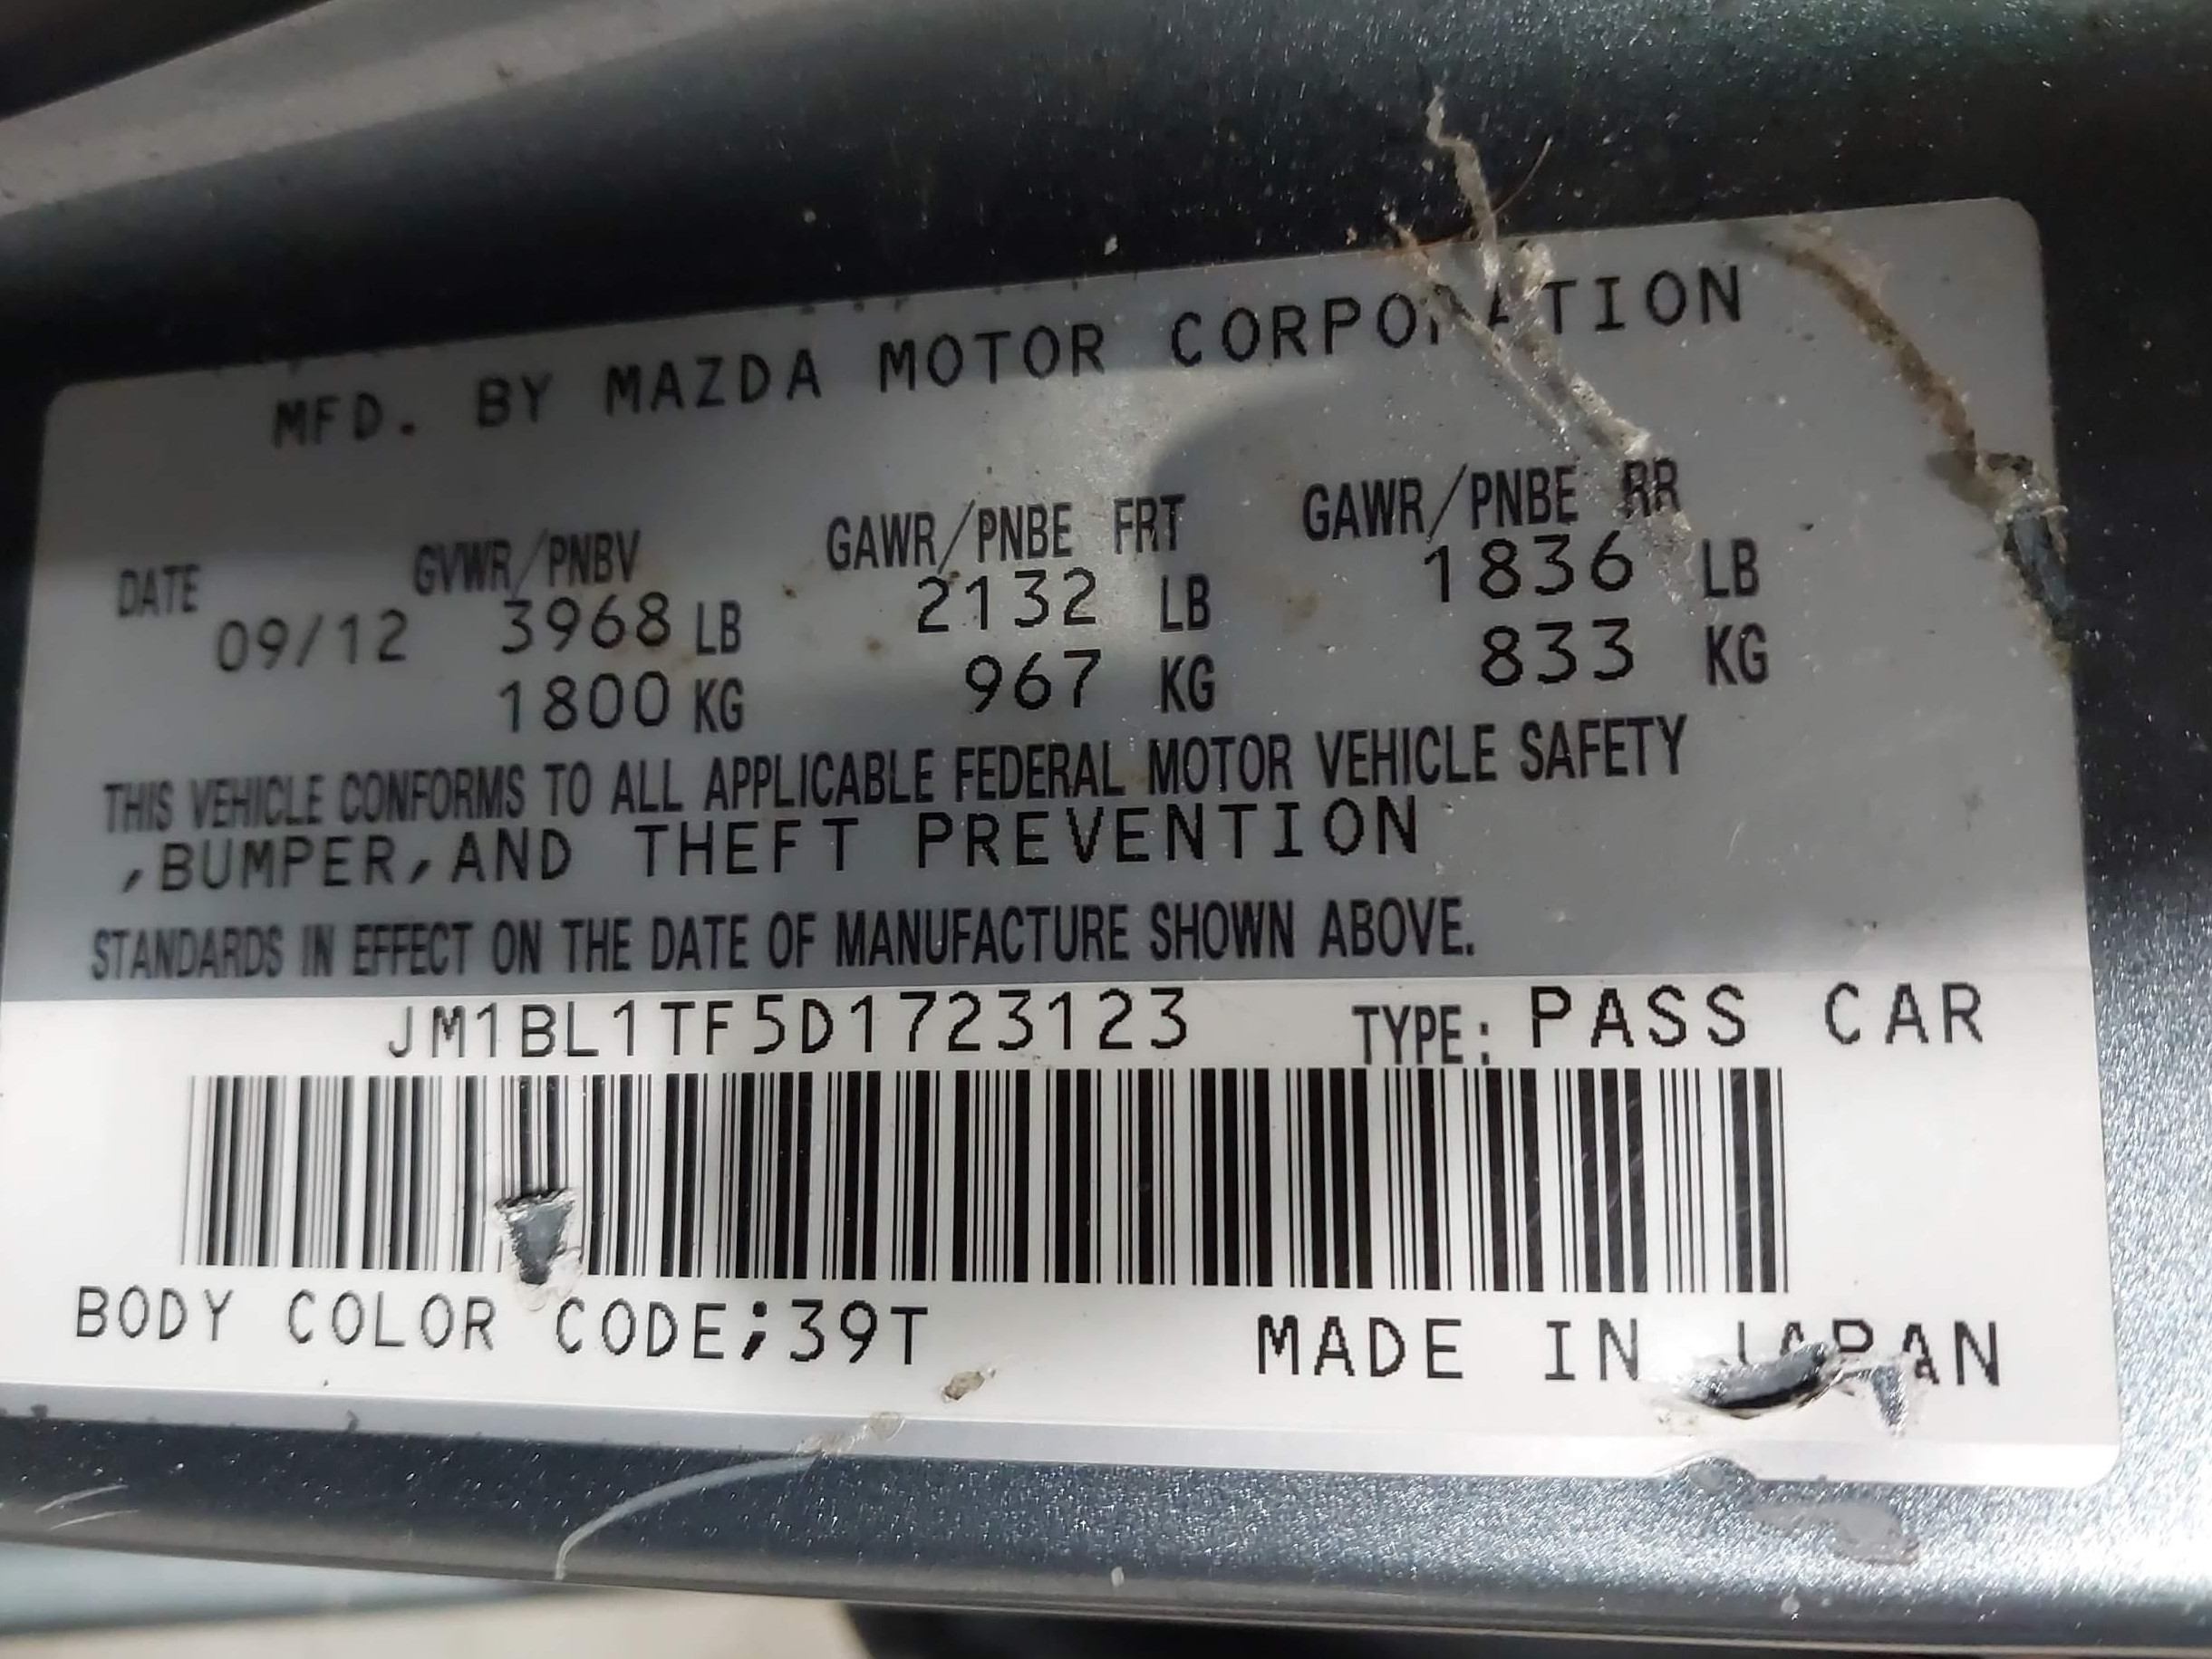 MFD. BY MAZDA MOTOR CORPORATION
DATE GVWR/PNBV GAWR/PNBE FRT GAWR/PNBE RR
09/12 3968 LB 2132 LB 1836 LB
1800 KG 967 KG 833 KG
THIS VEHICLE CONFORMS TO ALL APPLICABLE FEDERAL MOTOR VEHICLE SAFETY
,BUMPER,AND THEFT PREVENTION
STANDARDS IN EFFECT ON THE DATE OF MANUFACTURE SHOWN ABOVE.
JM1BL1TF5D1723123 TYPE: PASS CAR
BODY COLOR CODE;39T MADE IN JAPAN